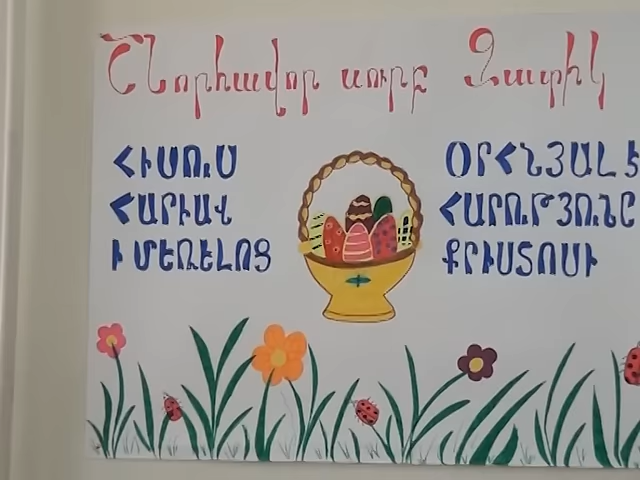 Շնորհավոր սուրբ Զատիկ
ՀԻՍՈՒՍ
ՀԱՐԻԱՎ
Ի ՄԵՌԵԼՈՑ
ՕՐՀՆՅԱԼ Է
ՀԱՐՈՒԹՅՈՒՆԸ
ՔՐԻՍՏՈՍԻ